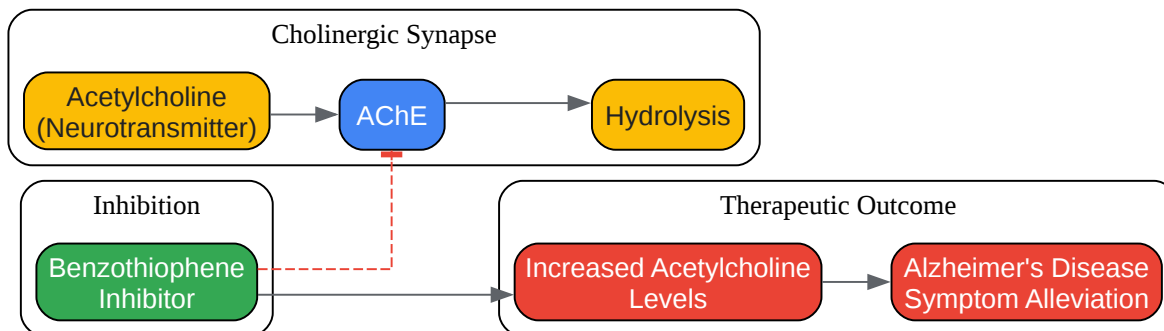 Cholinergic Synapse
Acetylcholine
(Neurotransmitter)
AChE
Hydrolysis
Inhibition
Benzothiophene
Inhibitor
Therapeutic Outcome
Increased Acetylcholine
Levels
Alzheimer's Disease
Symptom Alleviation